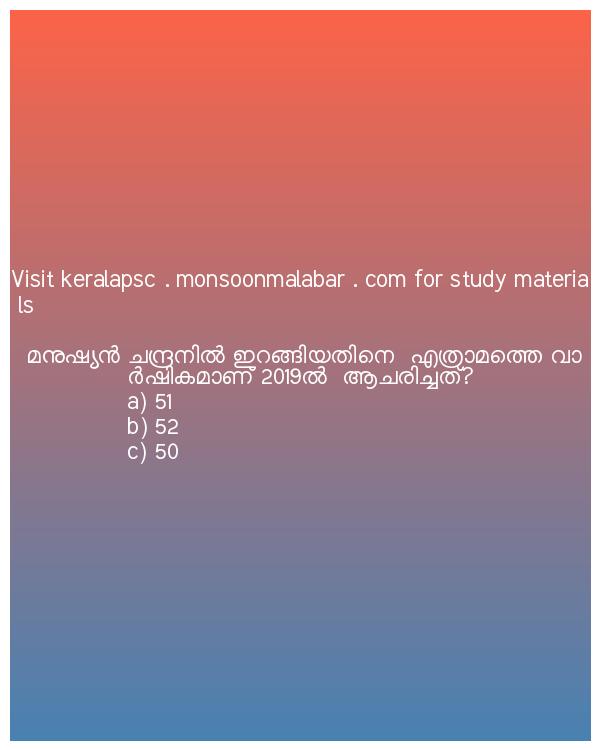 Visit keralapsc . monsoonmalabar . com for study materia
ls
മനുഷ്യൻ ചന്ദ്രനിൽ ഇറങ്ങിയതിനെ എത്രാമത്തെ വാ
ർഷികമാണ് 2019ൽ ആചരിച്ചത്?
a) 51
b) 52
c) 50